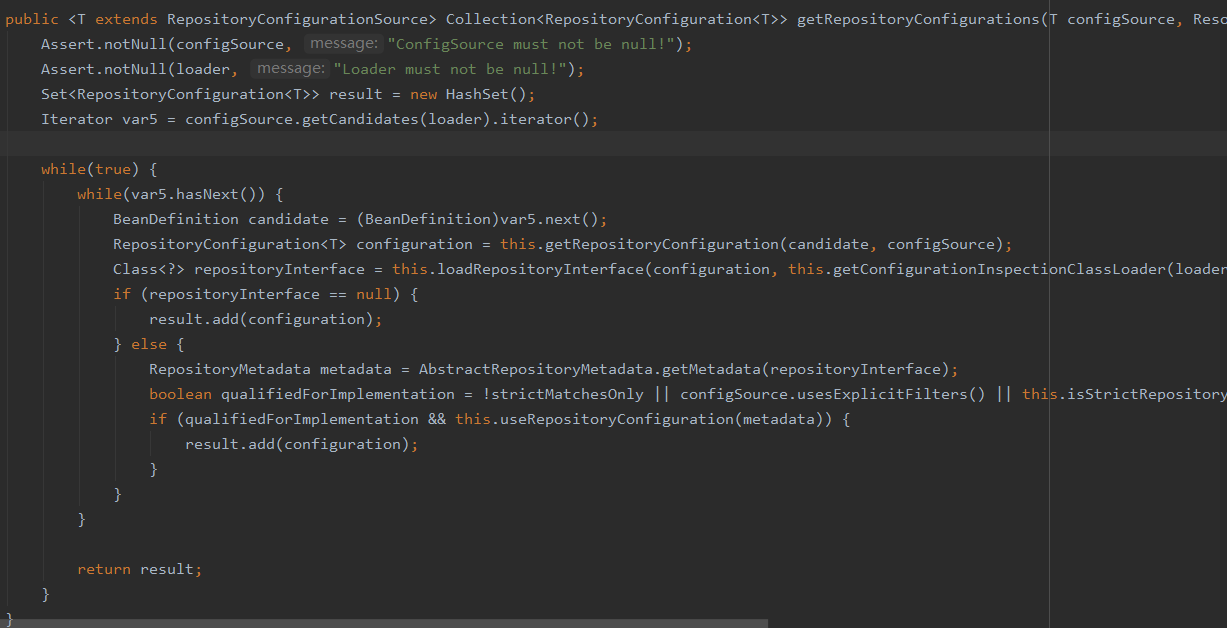 public <T extends RepositoryConfigurationSource> Collection<RepositoryConfiguration<T>> getRepositoryConfigurations(T configSource,
Assert.notNull(configSource, message: "ConfigSource must not be null!");
Assert.notNull(loader, message: "Loader must not be null!");
Set<RepositoryConfiguration<T>> result = new HashSet();
Iterator var5 = configSource.getCandidates(loader).iterator();
while(true) {
while(var5.hasNext()) {
BeanDefinition candidate = (BeanDefinition)var5.next();
RepositoryConfiguration<T> configuration = this.getRepositoryConfiguration(candidate, configSource);
Class<?> repositoryInterface = this.loadRepositoryInterface(configuration, this.getConfigurationInspectionClassLoader(loader
if (repositoryInterface == null) {
result.add(configuration);
} else {
RepositoryMetadata metadata = AbstractRepositoryMetadata.getMetadata(repositoryInterface);
boolean qualifiedForImplementation = !strictMatchesOnly || configSource.usesExplicitFilters() || this.isStrictRepository
if (qualifiedForImplementation && this.useRepositoryConfiguration(metadata)) {
result.add(configuration);
}
}
}
return result;
}
}